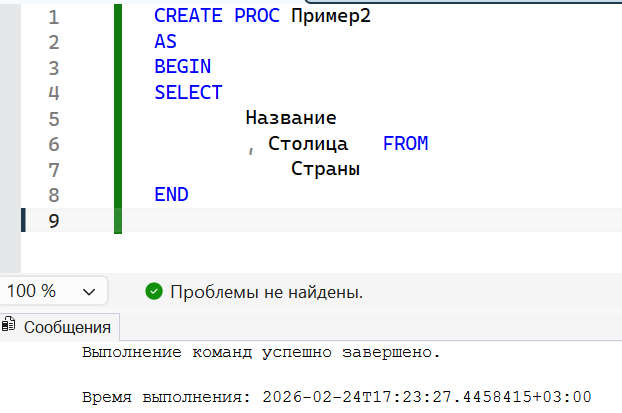 1 CREATE PROC Пример2
2 AS
3 BEGIN
4 SELECT
5 Название
6 , Столица FROM
7 Страны
8 END
9
100 % Проблемы не найдены.
Сообщения
Выполнение команд успешно завершено.
Время выполнения: 2026-02-24T17:23:27.4458415+03:00